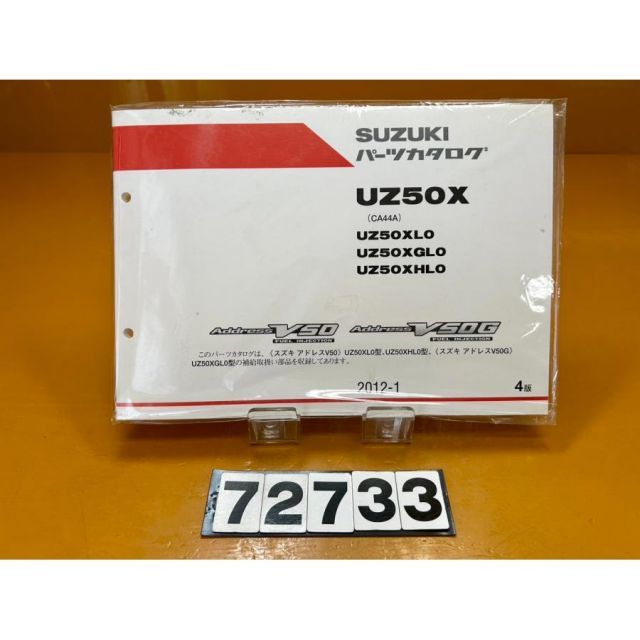 SUZUKI
パーツカタログ
UZ50X
(CA44A)
UZ50XL0
UZ50XGL0
UZ50XHL0
Address V50 Address V50G
FUEL INJECTION FUEL INJECTION
このパーツカタログは、〈スズキ アドレスV50〉UZ50XL0型、UZ50XHL0型、〈スズキ アドレスV50G〉
UZ50XGL0型の補給取扱い部品を収録してあります。
2012-1 4版
72733